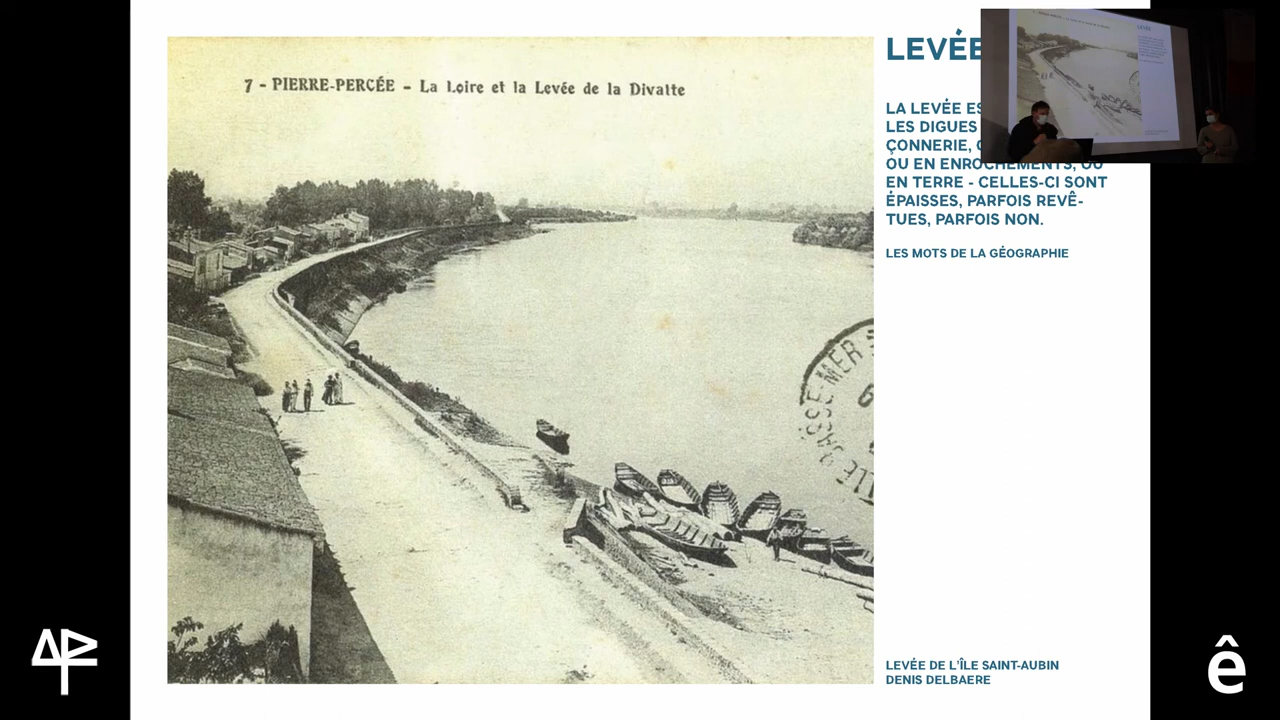 7 - PIERRE-PERCÉE - La Loire et la Levée de la Divatte
LEVÉE
LA LEVÉE
LES DIGUES
ÇONNERIE,
OU EN ENROCHEMENTS, OU
EN TERRE - CELLES-CI SONT
ÉPAISSES, PARFOIS REVÊ-
TUES, PARFOIS NON.
LES MOTS DE LA GÉOGRAPHIE
BASSE-MER
LEVÉE DE L'ÎLE SAINT-AUBIN
DENIS DELBAERE
ê